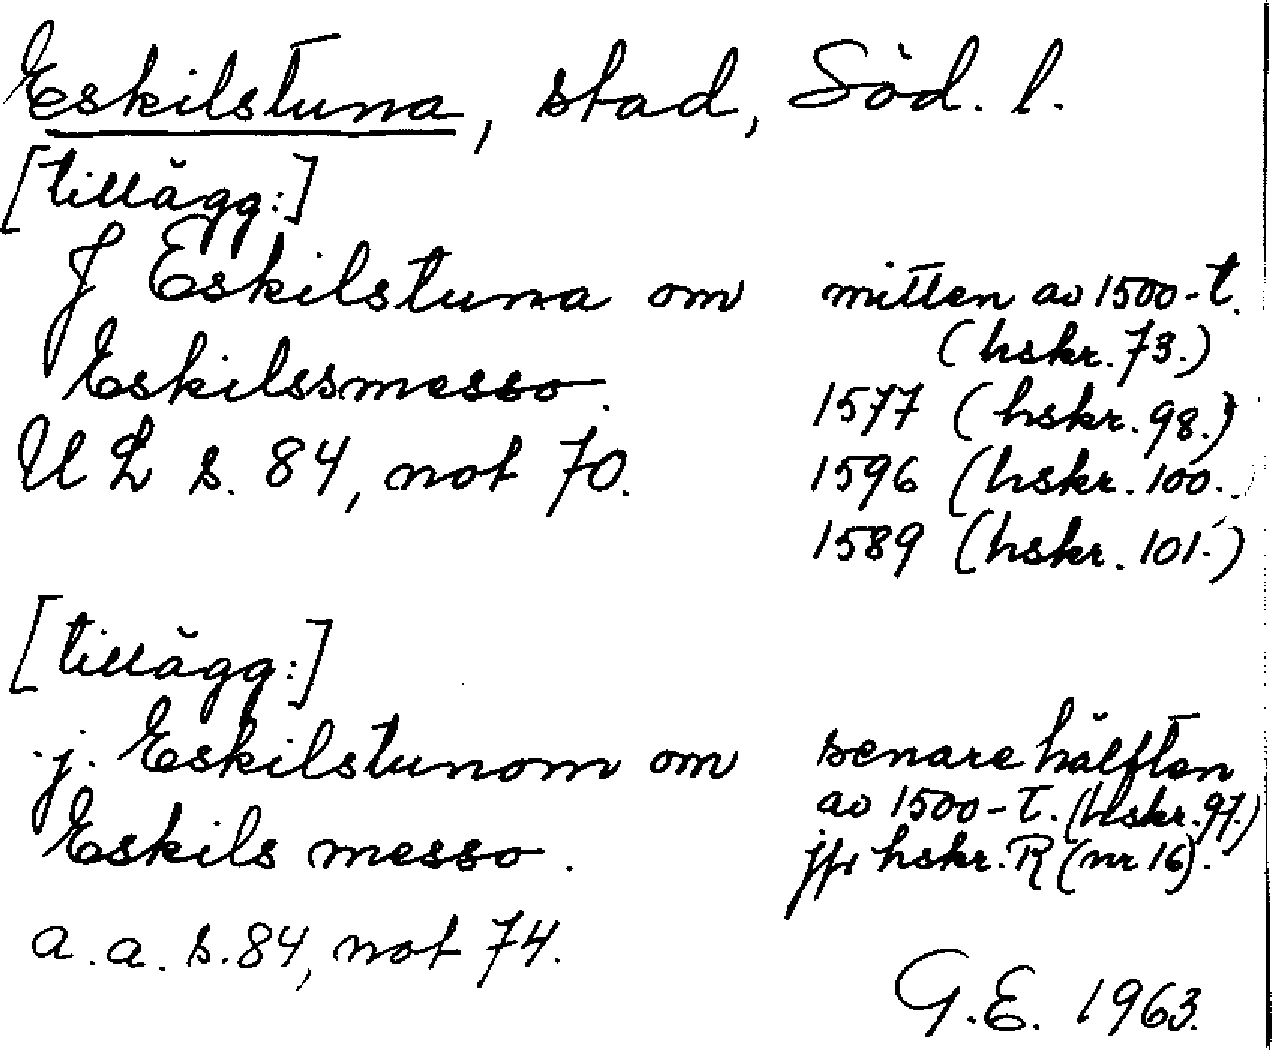 Eskilstuna, stad, Söd. l.
[tillägg:]
J Eskilstuna om
Eskilssmesso.
UL s. 84, not 70.
mitten av 1500-t.
(hskr. 73.)
1577 (hskr. 98.)
1596 (hskr. 100.)
1589 (hskr. 101.)
[tillägg:]
j. Eskilstunom om
Eskils messo.
a. a. s. 84, not 74.
senare hälften
av 1500-t. (hskr. 97.)
jfr hskr. R (nr 16).
G.E. 1963.